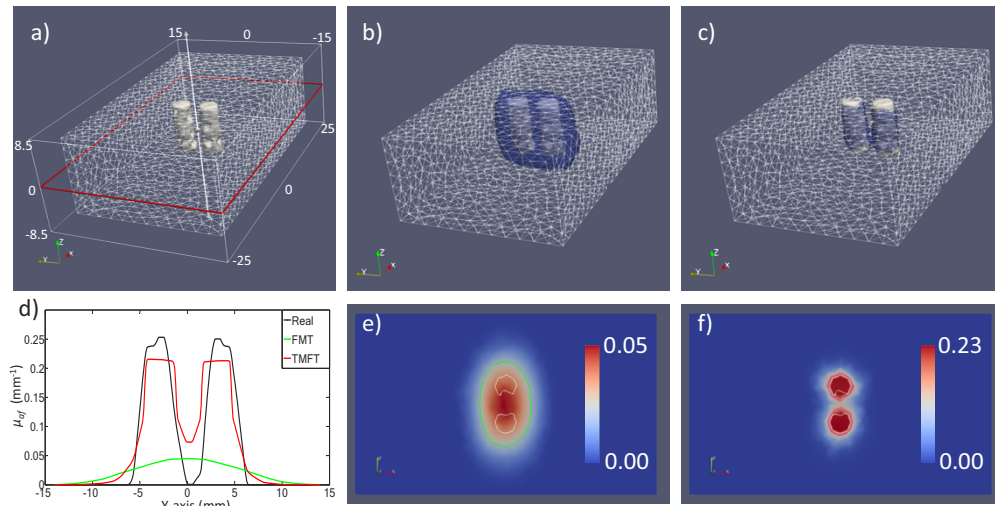 a)
15
0
-15
8.5
0
-8.5
25
0
-25
Z
Y
x
b)
Z
Y
x
c)
Z
Y
x
d)
Real
FMT
TMFT
0.25
0.2
0.15
0.1
0.05
0
μaf (mm⁻¹)
-15
-10
-5
0
5
10
15
axis (mm)
e)
0.05
0.00
f)
0.23
0.00